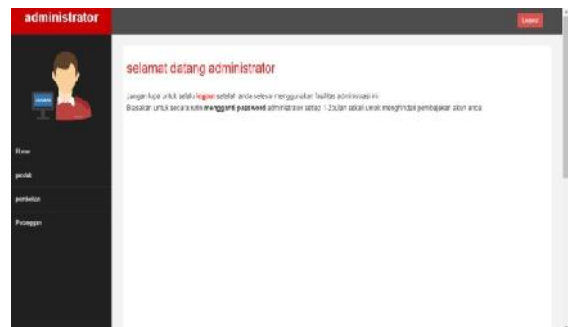 administrator
Logout
selamat datang administrator
Jangan lupa untuk selalu logout setelah anda selesai menggunakan fasilitas administrasi ini
Biasakan untuk secara rutin mengganti password administrator setiap 1-2 bulan sekali untuk menghindari pembajakan akun anda
Home
produk
pembelian
Pelanggan